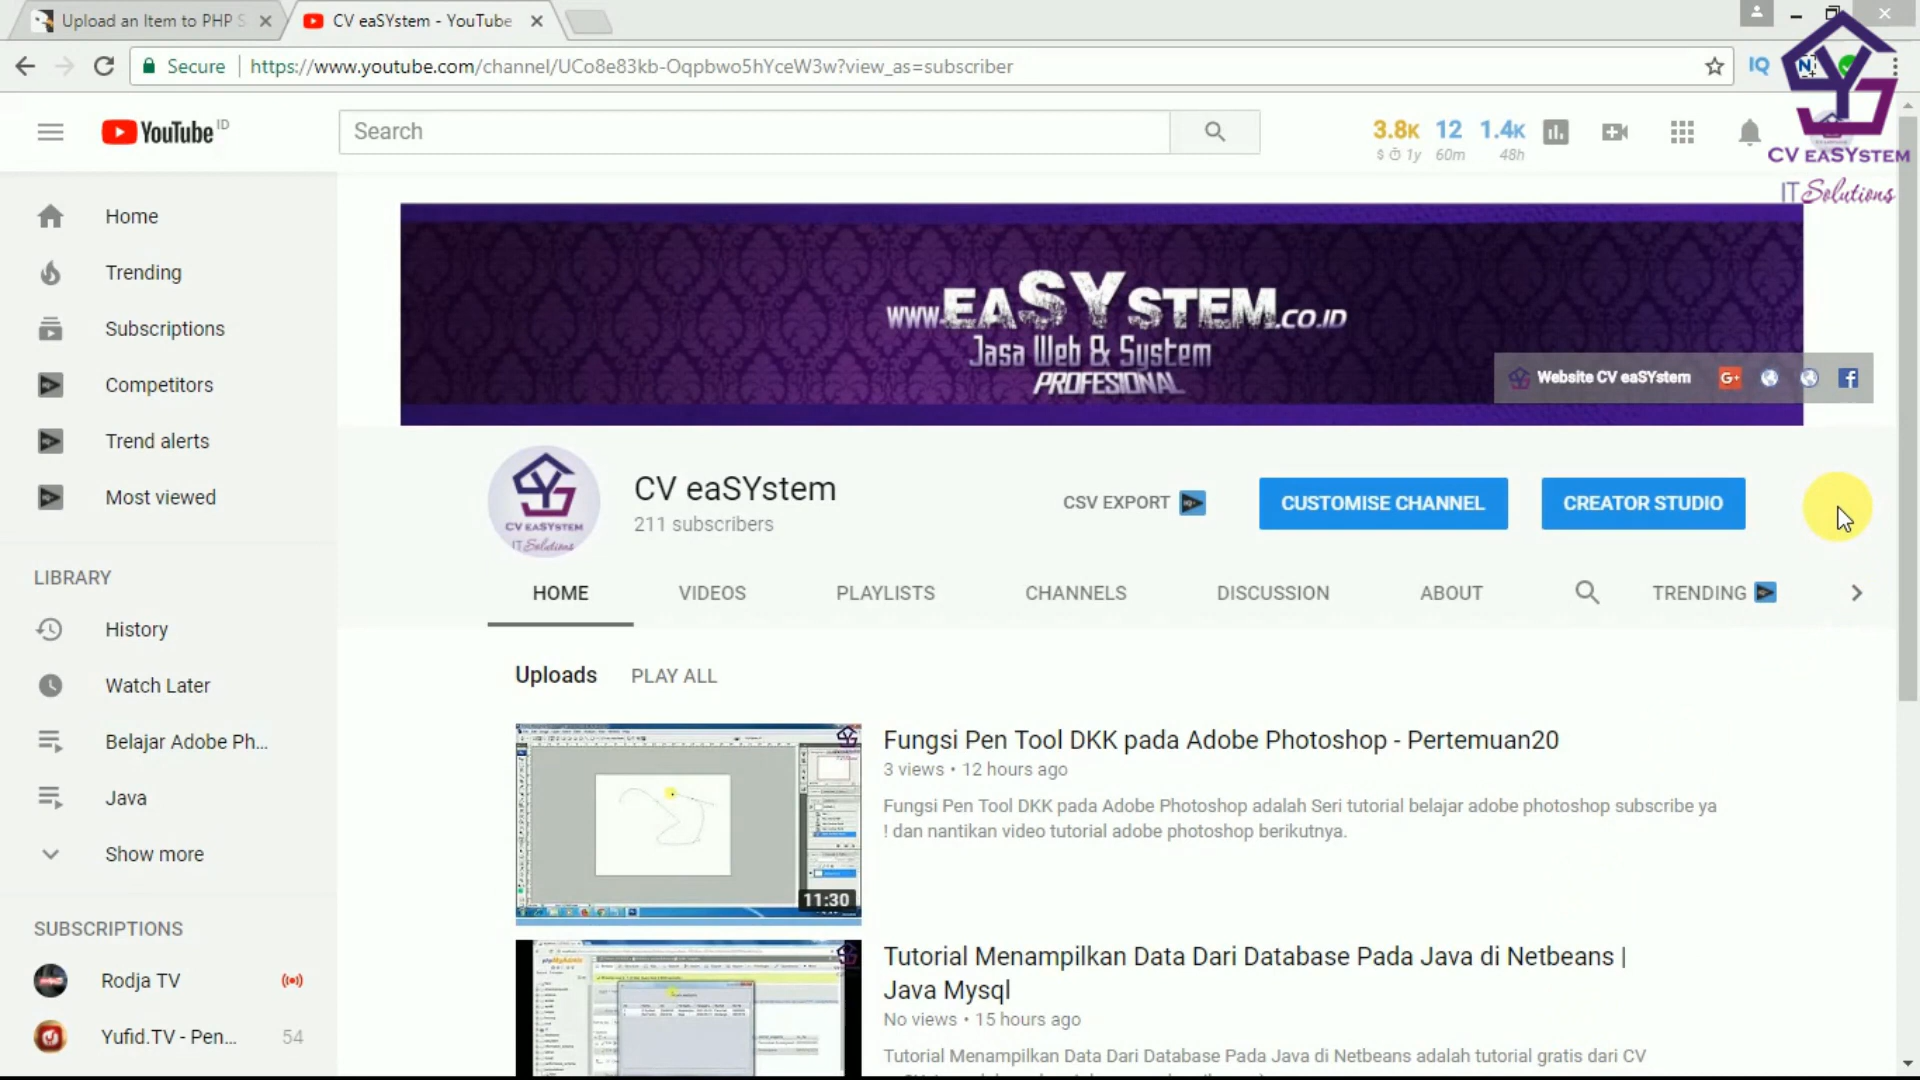 Upload an Item to PHP S
CV eaSYstem - YouTube
Secure
https://www.youtube.com/channel/UCo8e83kb-Oqpbwo5hYceW3w?view_as=subscriber
IQ
YouTube ID
Search
3.8K 12 1.4K
$ 1y 60m 48h
CV EASYSTEM
IT Solutions
Home
Trending
Subscriptions
Competitors
Trend alerts
Most viewed
LIBRARY
History
Watch Later
Belajar Adobe Ph...
Java
Show more
SUBSCRIPTIONS
Rodja TV
Yufid.TV - Pen... 54
www.EASYSTEM.CO.ID
Jasa Web & System
PROFESIONAL
Website CV eaSYstem
G+
CV EASYSTEM
IT Solutions
CV eaSYstem
211 subscribers
CSV EXPORT
CUSTOMISE CHANNEL
CREATOR STUDIO
HOME VIDEOS PLAYLISTS CHANNELS DISCUSSION ABOUT TRENDING
Uploads PLAY ALL
11:30
Fungsi Pen Tool DKK pada Adobe Photoshop - Pertemuan20
3 views • 12 hours ago
Fungsi Pen Tool DKK pada Adobe Photoshop adalah Seri tutorial belajar adobe photoshop subscribe ya
! dan nantikan video tutorial adobe photoshop berikutnya.
Tutorial Menampilkan Data Dari Database Pada Java di Netbeans |
Java Mysql
No views • 15 hours ago
Tutorial Menampilkan Data Dari Database Pada Java di Netbeans adalah tutorial gratis dari CV